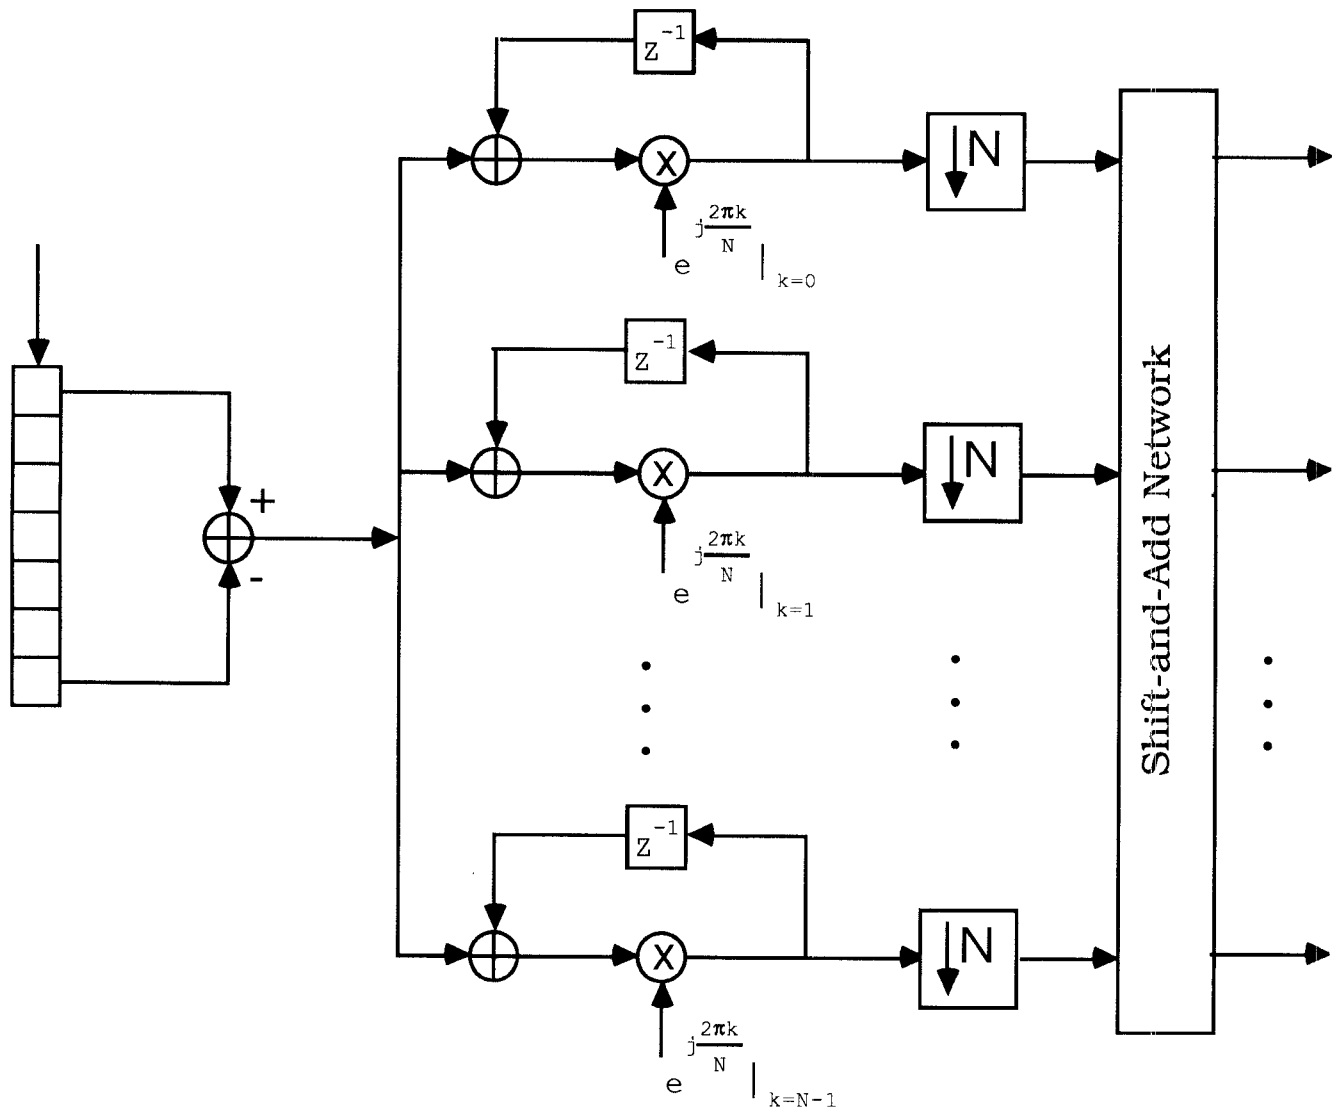 z^-1
X
↓N
e^j2πk/N |k=0
z^-1
X
↓N
e^j2πk/N |k=1
+
-
Shift-and-Add Network
z^-1
X
↓N
e^j2πk/N |k=N-1